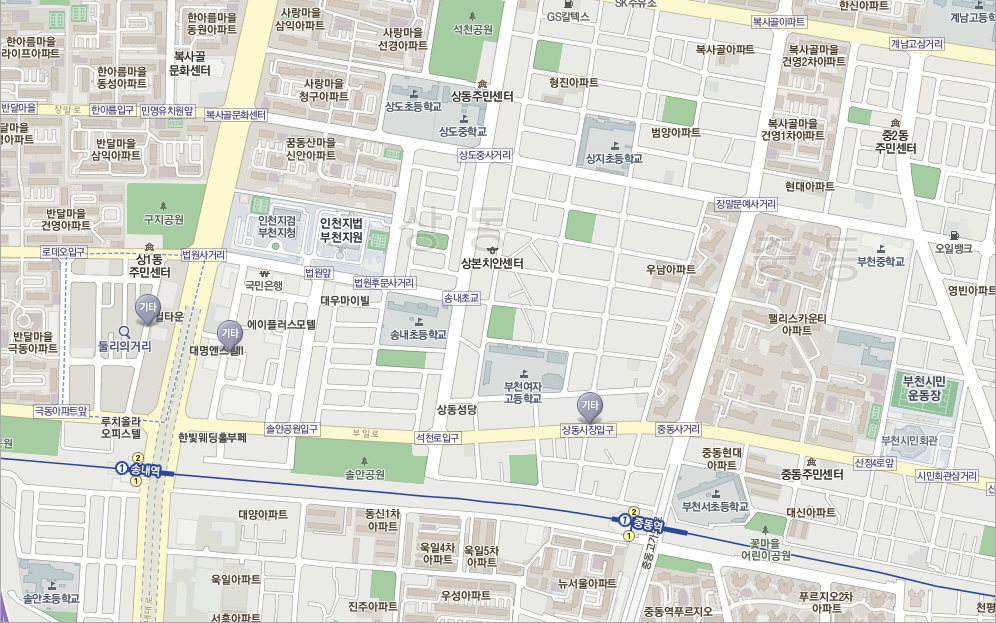 SK주유소
한신아파트
계남고등학
한아름마을
라이프아파트
한아름마을
동원아파트
사랑마을
삼익아파트
사랑마을
선경아파트
석천공원
GS칼텍스
복사골아파트
계남고삼거리
복사골
문화센터
한아름마을
동성아파트
사랑마을
청구아파트
상동주민센터
형진아파트
복사골아파트
복사골마을
건영2차아파트
반달마을
장말로
한아름입구
민영유치원앞
복사골문화센터
상도초등학교
상도중학교
범양아파트
복사골마을
건영1차아파트
중2동
주민센터
반달마을
삼익아파트
꿈동산마을
신안아파트
상도중사거리
상지초등학교
현대아파트
반달마을
건영아파트
구지공원
인천지검
부천지청
인천지법
부천지원
상동
장말문예사거리
중동
오일뱅크
로데오입구
상1동
주민센터
법원사거리
법원앞
법원후문사거리
상본치안센터
우남아파트
부천중학교
국민은행
대우마이빌
송내초교
영빈아파트
기타
기타
둘리의거리
반달마을
극동아파트
에이플러스모텔
송내초등학교
팰리스카운티
아파트
부천여자
고등학교
부천시민
운동장
극동아파트앞
루치올라
오피스텔
상동성당
기타
한빛웨딩홀부페
솔안공원입구
부일로
석천로입구
상동시장입구
중동사거리
부천시민회관
솔안공원
중동현대
아파트
중동주민센터
산정4로앞
시민회관삼거리
1 송내역
2
1
부천서초등학교
대양아파트
동신1차
아파트
2
1 중동역
1
대신아파트
꽃마을
어린이공원
욱일4차
아파트
욱일5차
아파트
중동고가
솔안초등학교
욱일아파트
뉴서울아파트
서흥아파트
진주아파트
우성아파트
중동역푸르지오
푸르지오2차
아파트